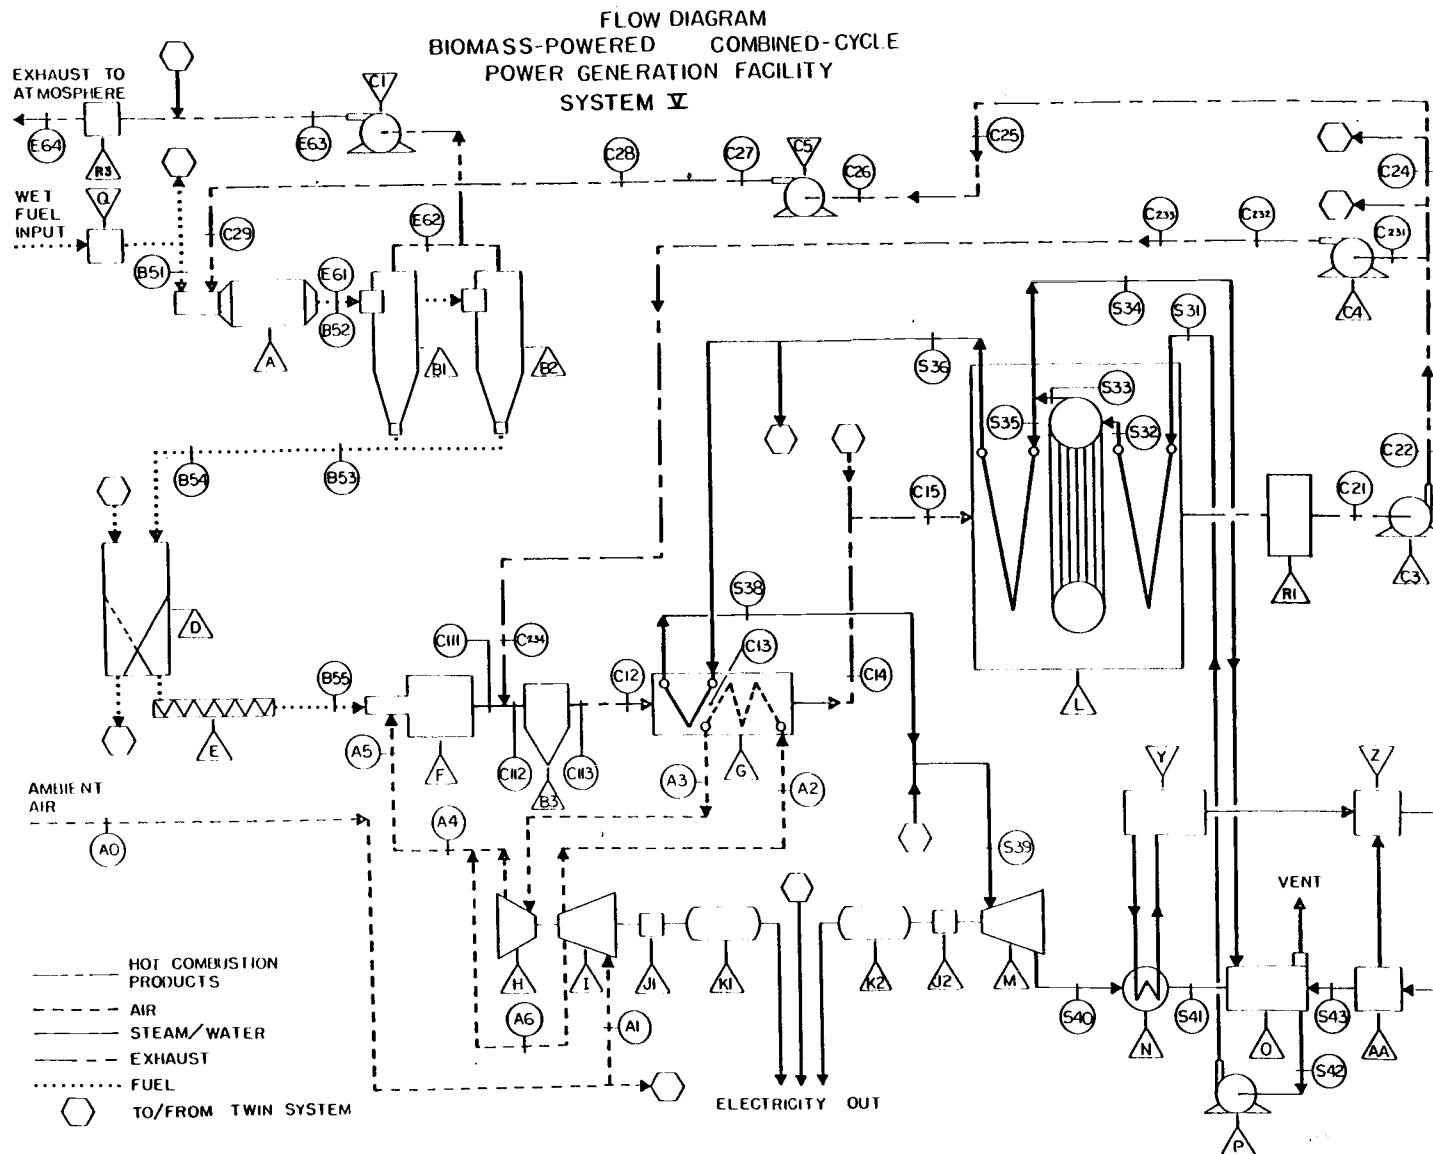 FLOW DIAGRAM
BIOMASS-POWERED COMBINED-CYCLE
POWER GENERATION FACILITY
SYSTEM V
EXHAUST TO
ATMOSPHERE
E64
R3
E63
C1
WET
FUEL
INPUT
Q
B51
C29
C28
C27
C5
C26
C25
C24
C233
C232
C231
C4
E62
E61
B52
A
B1
B2
B54
B53
S36
S34
S31
S33
S35
S32
C22
C21
C3
R1
L
C15
D
E
B55
C111
C234
C12
S38
C13
C14
A5
F
C112
B3
C113
A3
G
A2
AMBIENT
AIR
A0
A4
S39
Y
Z
H
I
J1
K1
K2
J2
M
A6
A1
S40
N
S41
VENT
O
S43
AA
S42
P
HOT COMBUSTION
PRODUCTS
AIR
STEAM/WATER
EXHAUST
FUEL
TO/FROM TWIN SYSTEM
ELECTRICITY OUT